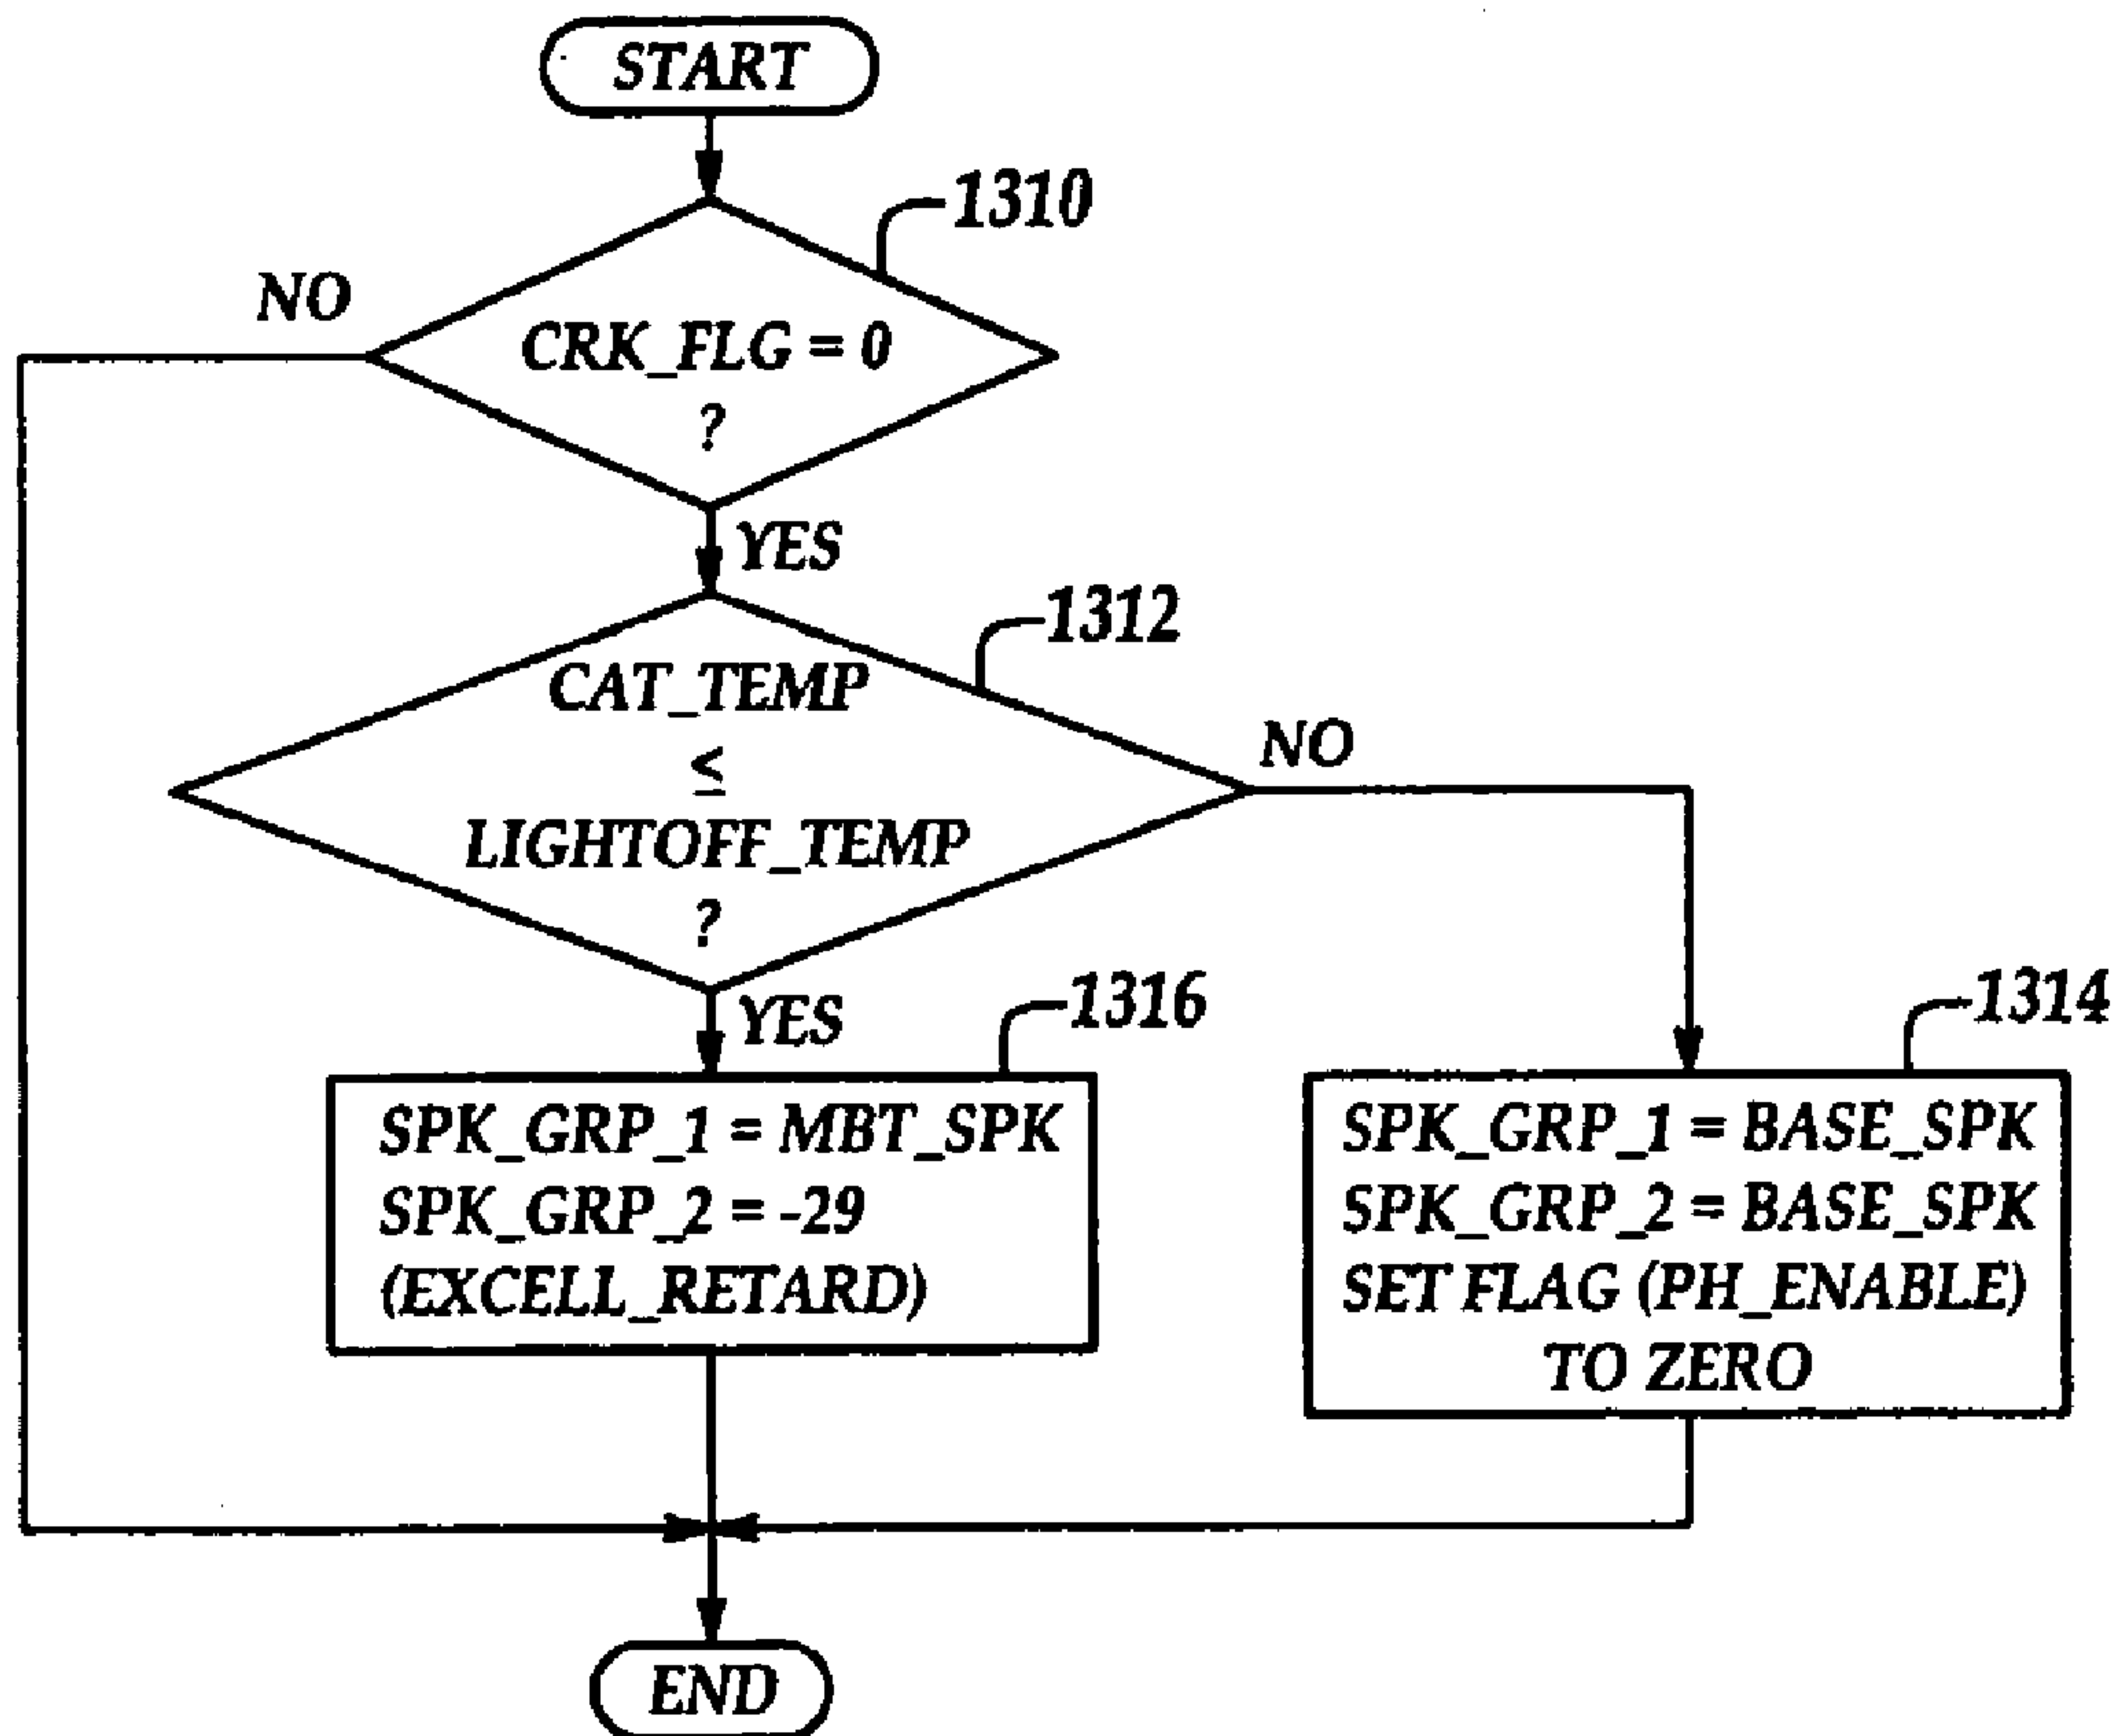 START
1310
NO
CRK_FLG = 0
?
YES
1312
CAT_TEMP
≤
LIGHTOFF_TEMP
?
NO
YES
1316
SPK_GRP_1 = MBT_SPK
SPK_GRP_2 = -29
(EXCELL_RETARD)
1314
SPK_GRP_1 = BASE_SPK
SPK_GRP_2 = BASE_SPK
SET FLAG (PH_ENABLE)
TO ZERO
END